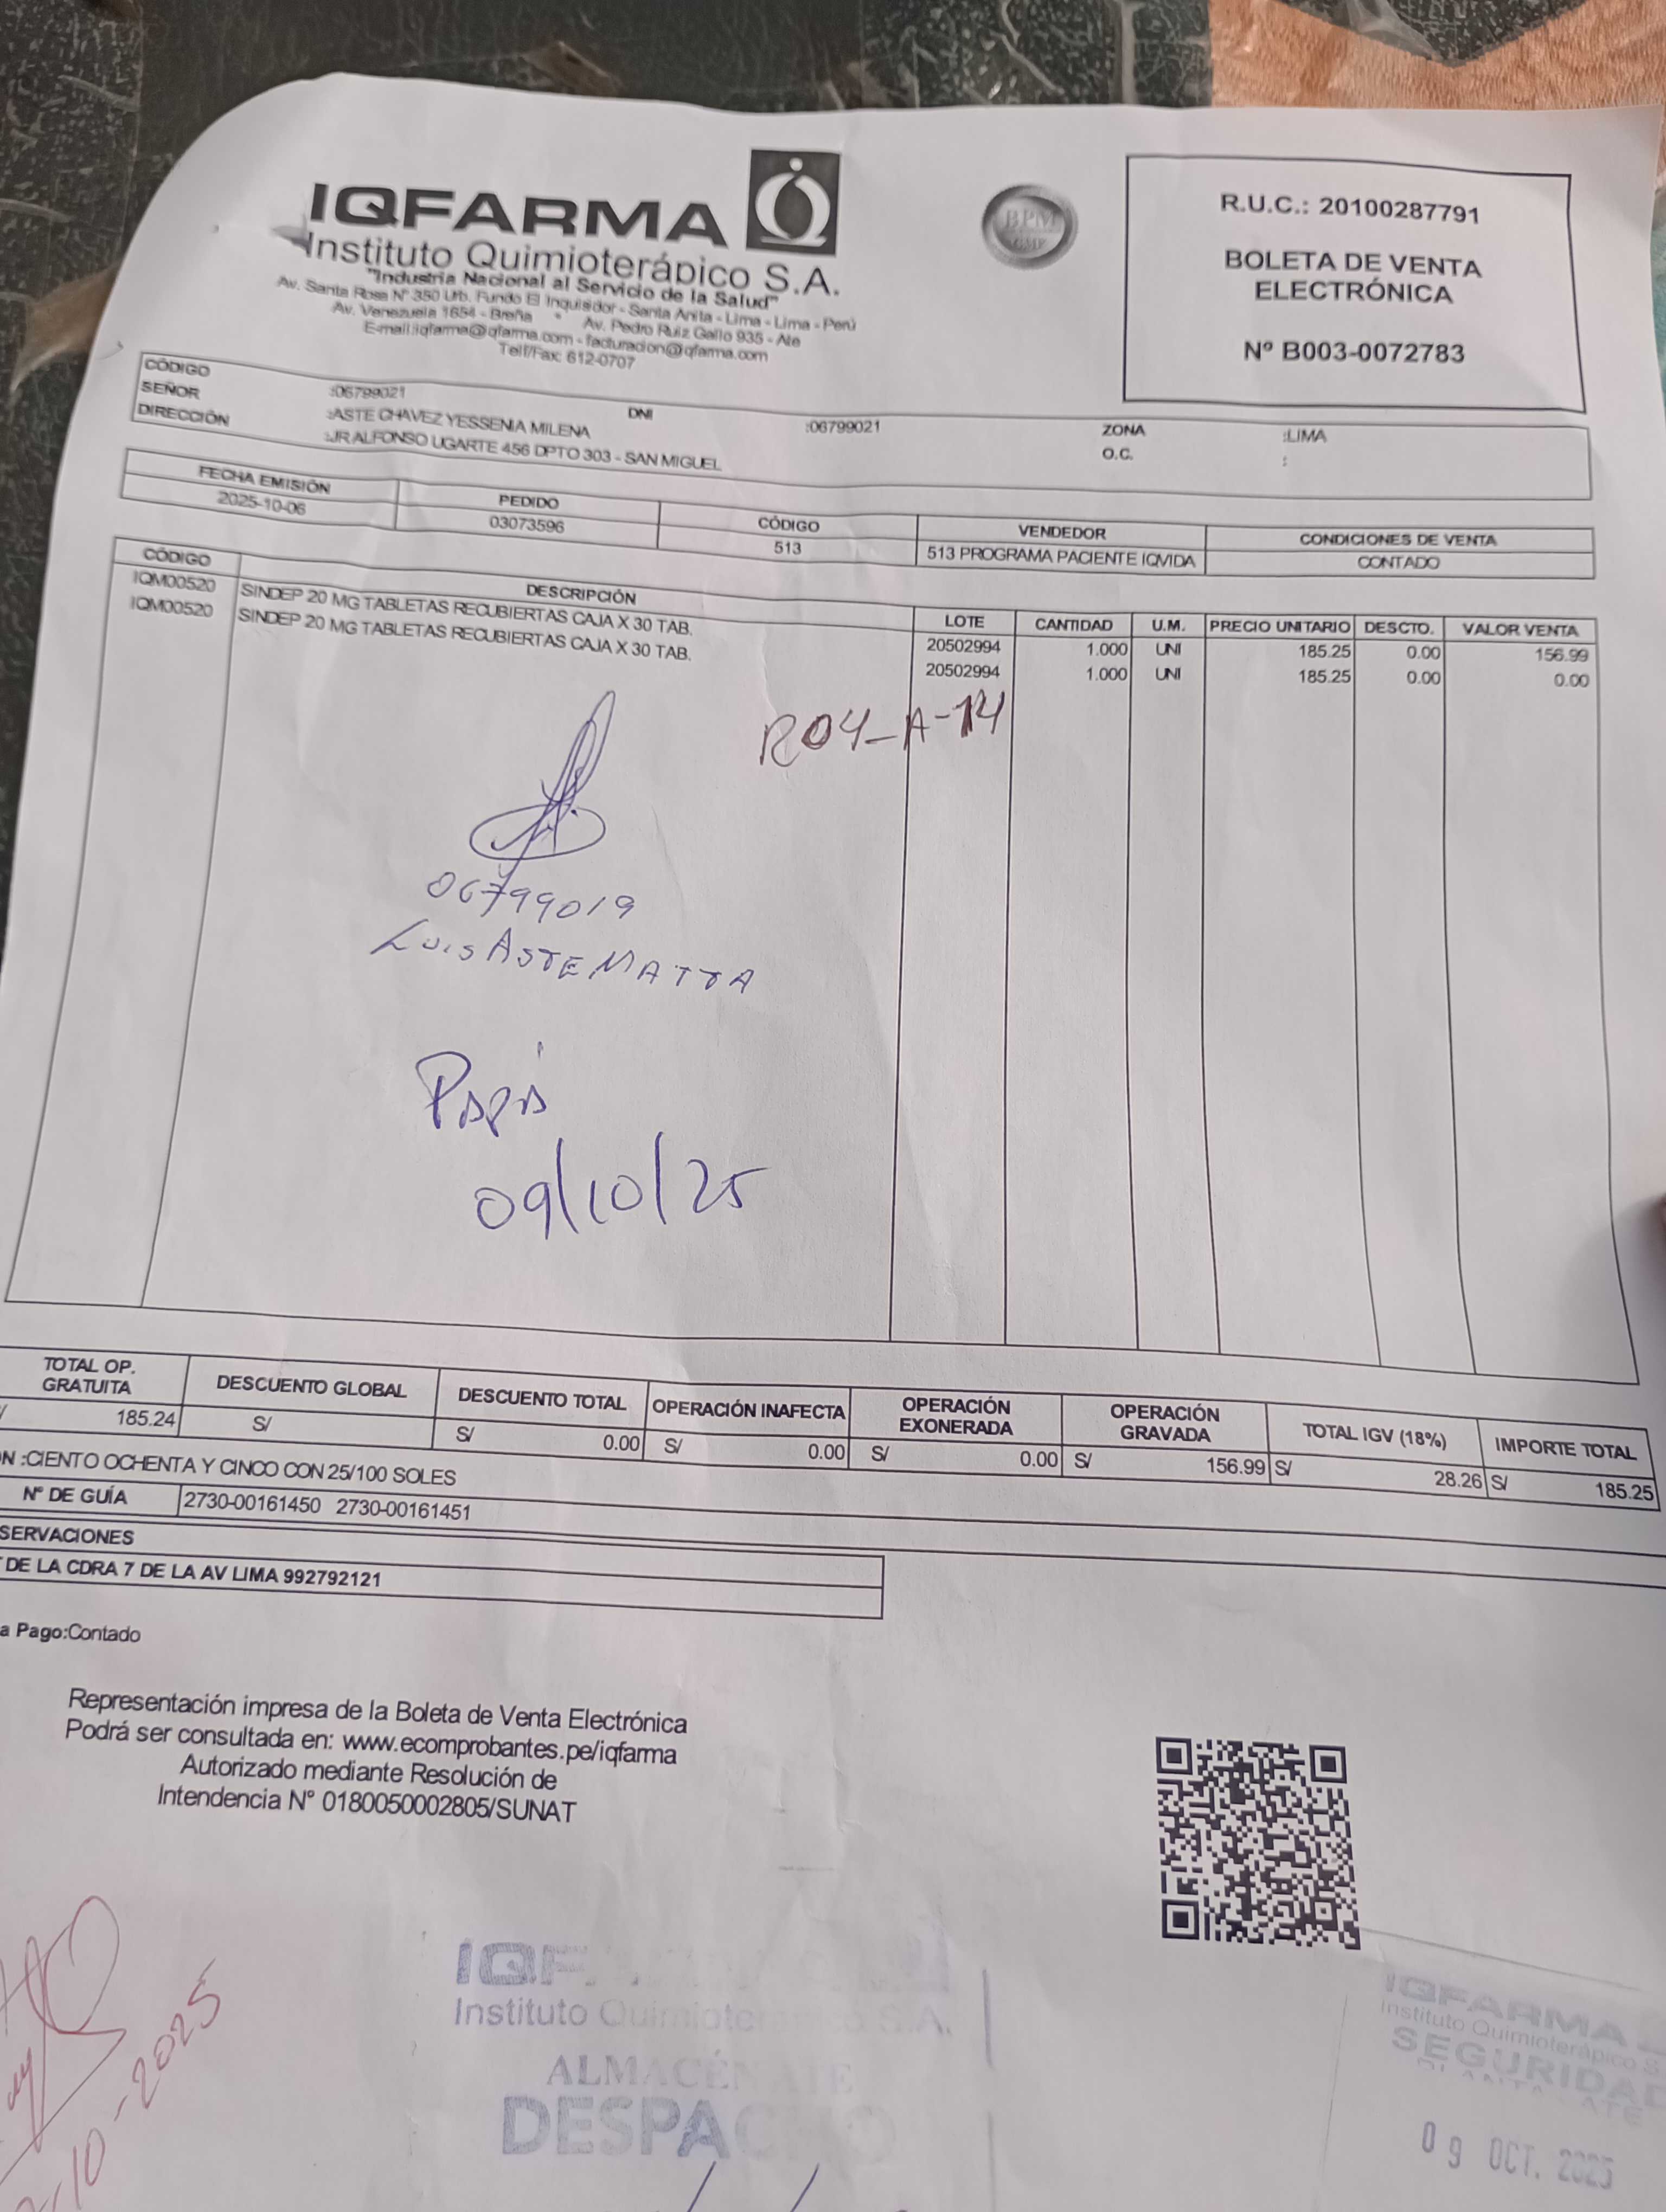 IQFARMA
Instituto Quimioterápico S.A.
"Industria Nacional al Servicio de la Salud"
Av. Santa Rosa N° 350 Urb. Fundo El Inquisidor - Santa Anita - Lima - Lima - Perú
Av. Venezuela 1654 - Breña * Av. Pedro Ruiz Gallo 935 - Ate
E-mail:iqfarma@iqfarma.com - facturacion@iqfarma.com
Telf/Fax: 612-0707
BPM
GMP
R.U.C.: 20100287791
BOLETA DE VENTA
ELECTRÓNICA
Nº B003-0072783
CÓDIGO :06799021
SEÑOR :ASTE CHAVEZ YESSENIA MILENA DNI :06799021 ZONA :LIMA
DIRECCIÓN :JR ALFONSO UGARTE 456 DPTO 303 - SAN MIGUEL O.C. :
FECHA EMISIÓN PEDIDO CÓDIGO VENDEDOR CONDICIONES DE VENTA
2025-10-06 03073596 513 513 PROGRAMA PACIENTE IQVIDA CONTADO
CÓDIGO DESCRIPCIÓN LOTE CANTIDAD U.M. PRECIO UNITARIO DESCTO. VALOR VENTA
IQM00520 SINDEP 20 MG TABLETAS RECUBIERTAS CAJA X 30 TAB. 20502994 1.000 UNI 185.25 0.00 156.99
IQM00520 SINDEP 20 MG TABLETAS RECUBIERTAS CAJA X 30 TAB. 20502994 1.000 UNI 185.25 0.00 0.00
R04-A-14
06799019
Luis ASTE MATTA
Papá
09/10/25
TOTAL OP. GRATUITA DESCUENTO GLOBAL DESCUENTO TOTAL OPERACIÓN INAFECTA OPERACIÓN EXONERADA OPERACIÓN GRAVADA TOTAL IGV (18%) IMPORTE TOTAL
/ 185.24 S/ S/ 0.00 S/ 0.00 S/ 0.00 S/ 156.99 S/ 28.26 S/ 185.25
N :CIENTO OCHENTA Y CINCO CON 25/100 SOLES
Nº DE GUÍA 2730-00161450 2730-00161451
SERVACIONES
DE LA CDRA 7 DE LA AV LIMA 992792121
a Pago:Contado
Representación impresa de la Boleta de Venta Electrónica
Podrá ser consultada en: www.ecomprobantes.pe/iqfarma
Autorizado mediante Resolución de
Intendencia N° 0180050002805/SUNAT
-10-2025
IQF
Instituto Quimioterápico S.A.
ALMACÉN ATE
DESPACHO
IQFARMA
Instituto Quimioterápico S.
SEGURIDAD
09 OCT. 2025